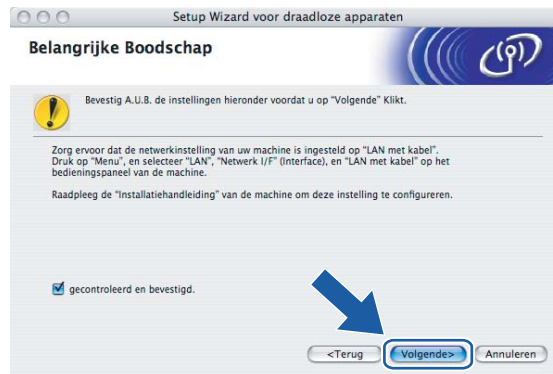 Setup Wizard voor draadloze apparaten
Belangrijke Boodschap
Bevestig A.U.B. de instellingen hieronder voordat u op "Volgende" Klikt.
Zorg ervoor dat de netwerkinstelling van uw machine is ingesteld op "LAN met kabel".
Druk op "Menu", en selecteer "LAN", "Netwerk I/F" (Interface), en "LAN met kabel" op het
bedieningspaneel van de machine.
Raadpleeg de "Installatiehandleiding" van de machine om deze instelling te configureren.
gecontroleerd en bevestigd.
<Terug Volgende> Annuleren